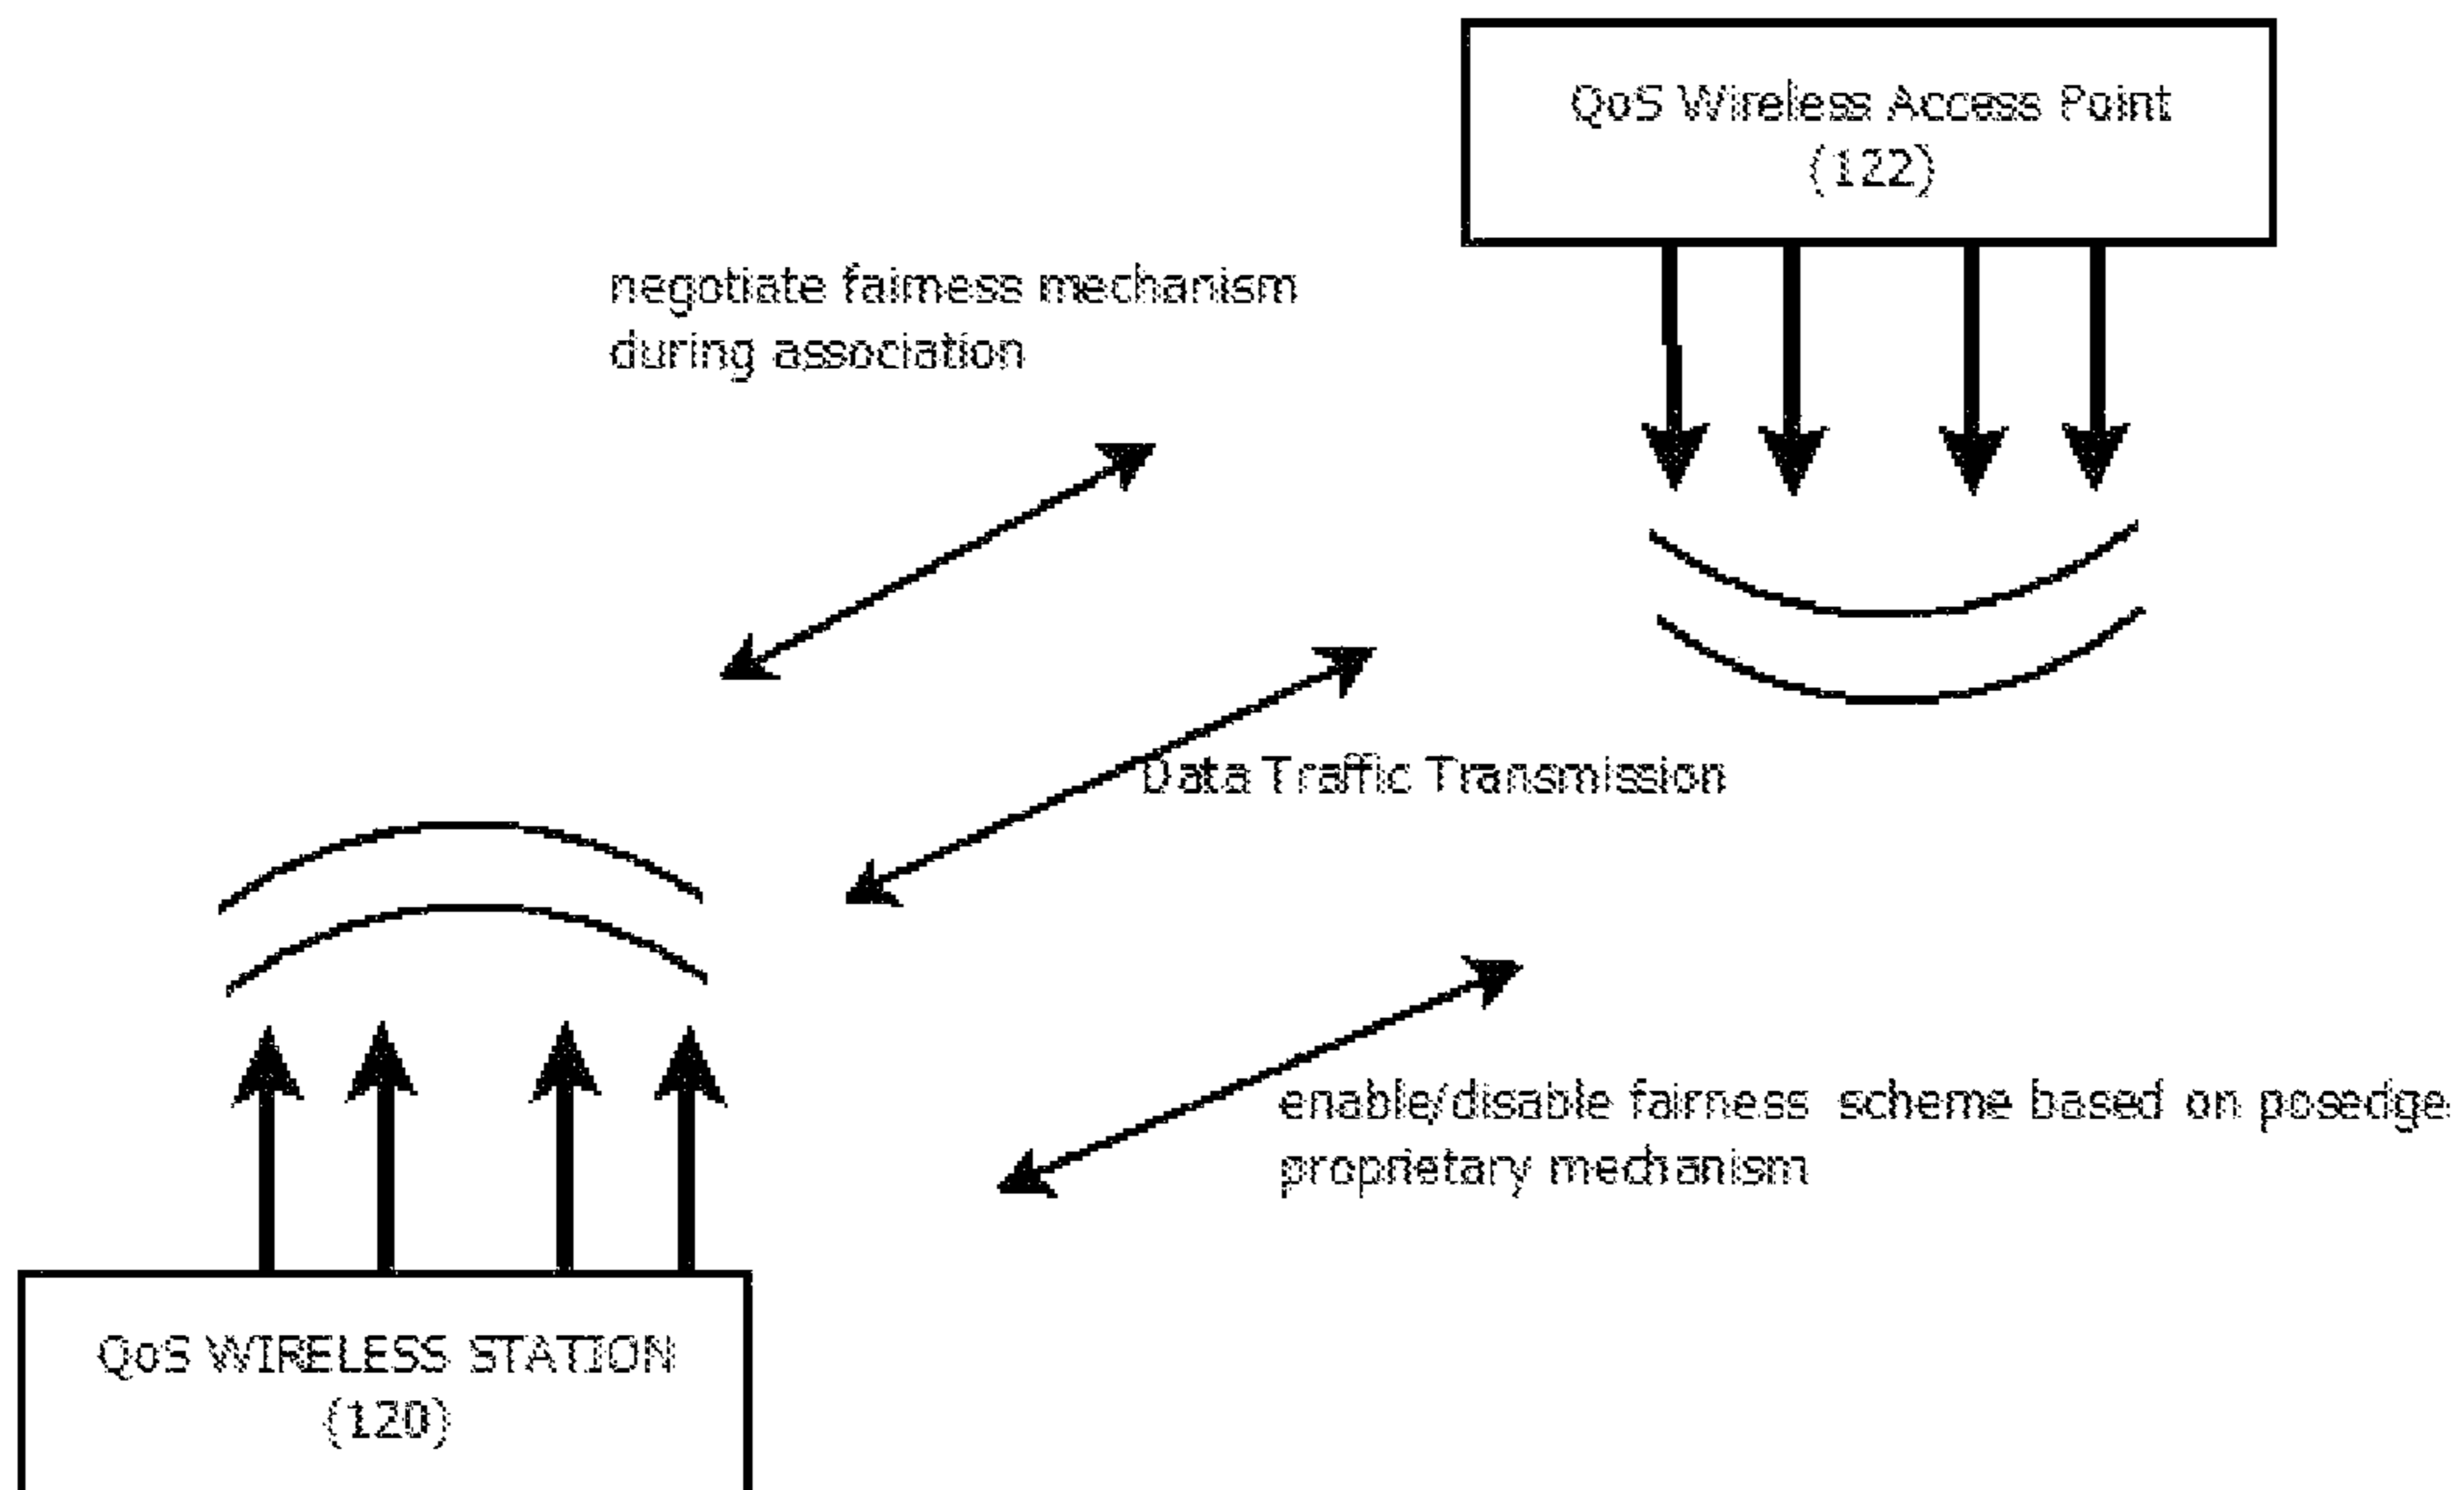 QoS Wireless Access Point
(122)
negotiate fairness mechanism
during association
Data Traffic Transmission
enable/disable fairness scheme based on posedge
proprietary mechanism
QoS WIRELESS STATION
(120)